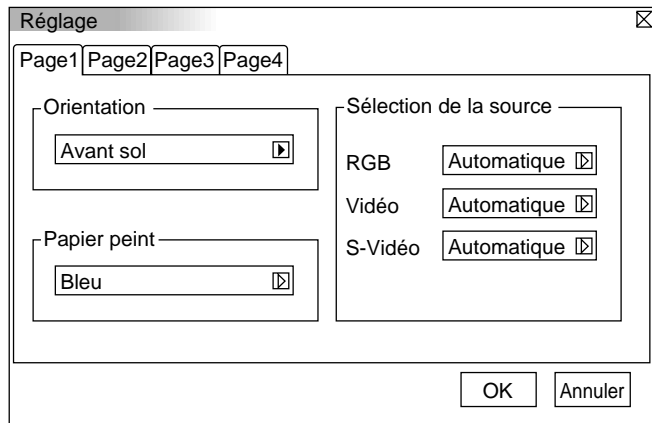 Réglage
Page1 Page2 Page3 Page4
Orientation
Avant sol
Papier peint
Bleu
Sélection de la source
RGB Automatique
Vidéo Automatique
S-Vidéo Automatique
OK Annuler